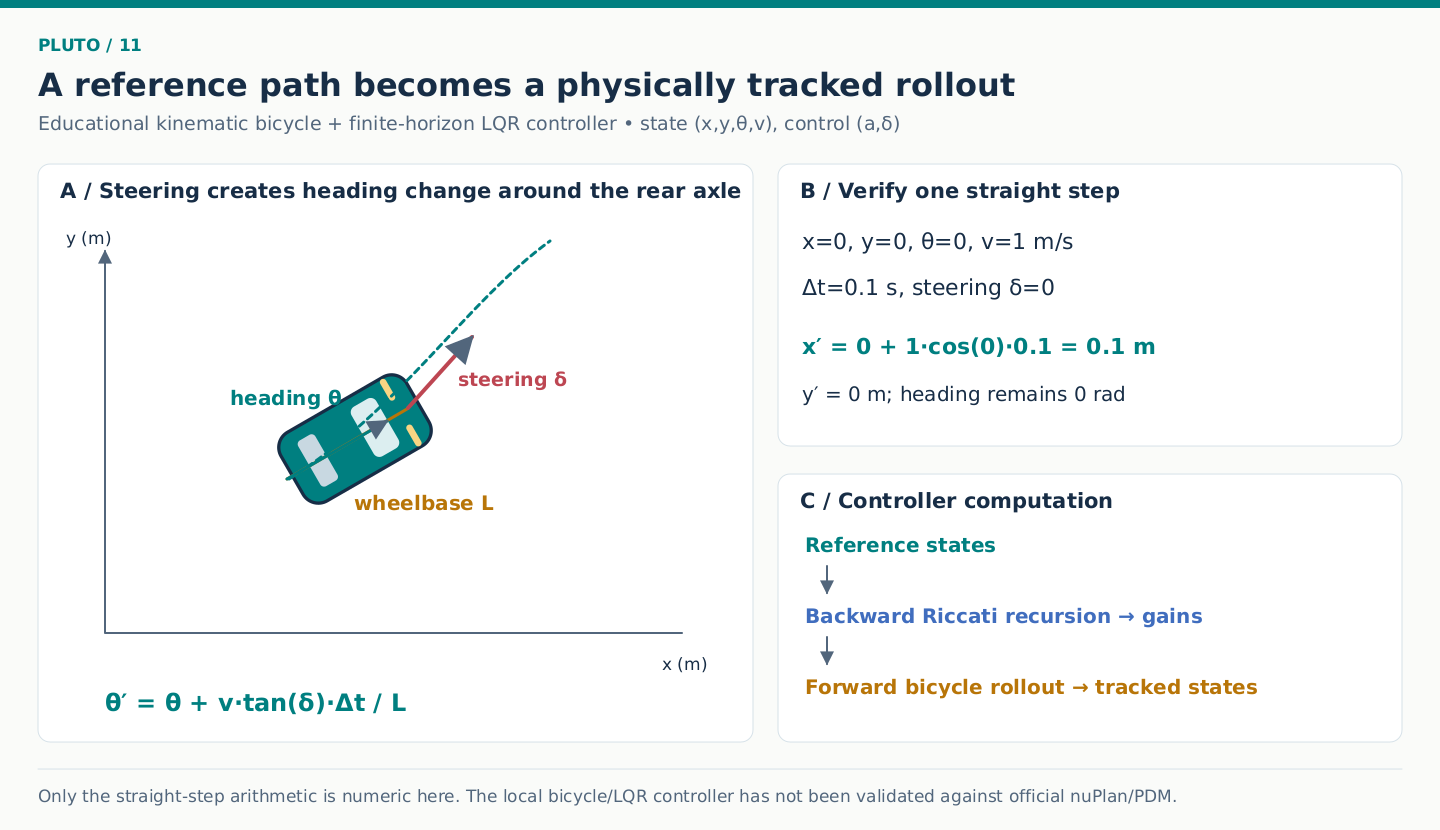 PLUTO / 11
A reference path becomes a physically tracked rollout
Educational kinematic bicycle + finite-horizon LQR controller • state (x,y,θ,v), control (a,δ)
A / Steering creates heading change around the rear axle
y (m)
heading θ
steering δ
wheelbase L
x (m)
θ′ = θ + v·tan(δ)·Δt / L
B / Verify one straight step
x=0, y=0, θ=0, v=1 m/s
Δt=0.1 s, steering δ=0
x′ = 0 + 1·cos(0)·0.1 = 0.1 m
y′ = 0 m; heading remains 0 rad
C / Controller computation
Reference states
Backward Riccati recursion → gains
Forward bicycle rollout → tracked states
Only the straight-step arithmetic is numeric here. The local bicycle/LQR controller has not been validated against official nuPlan/PDM.